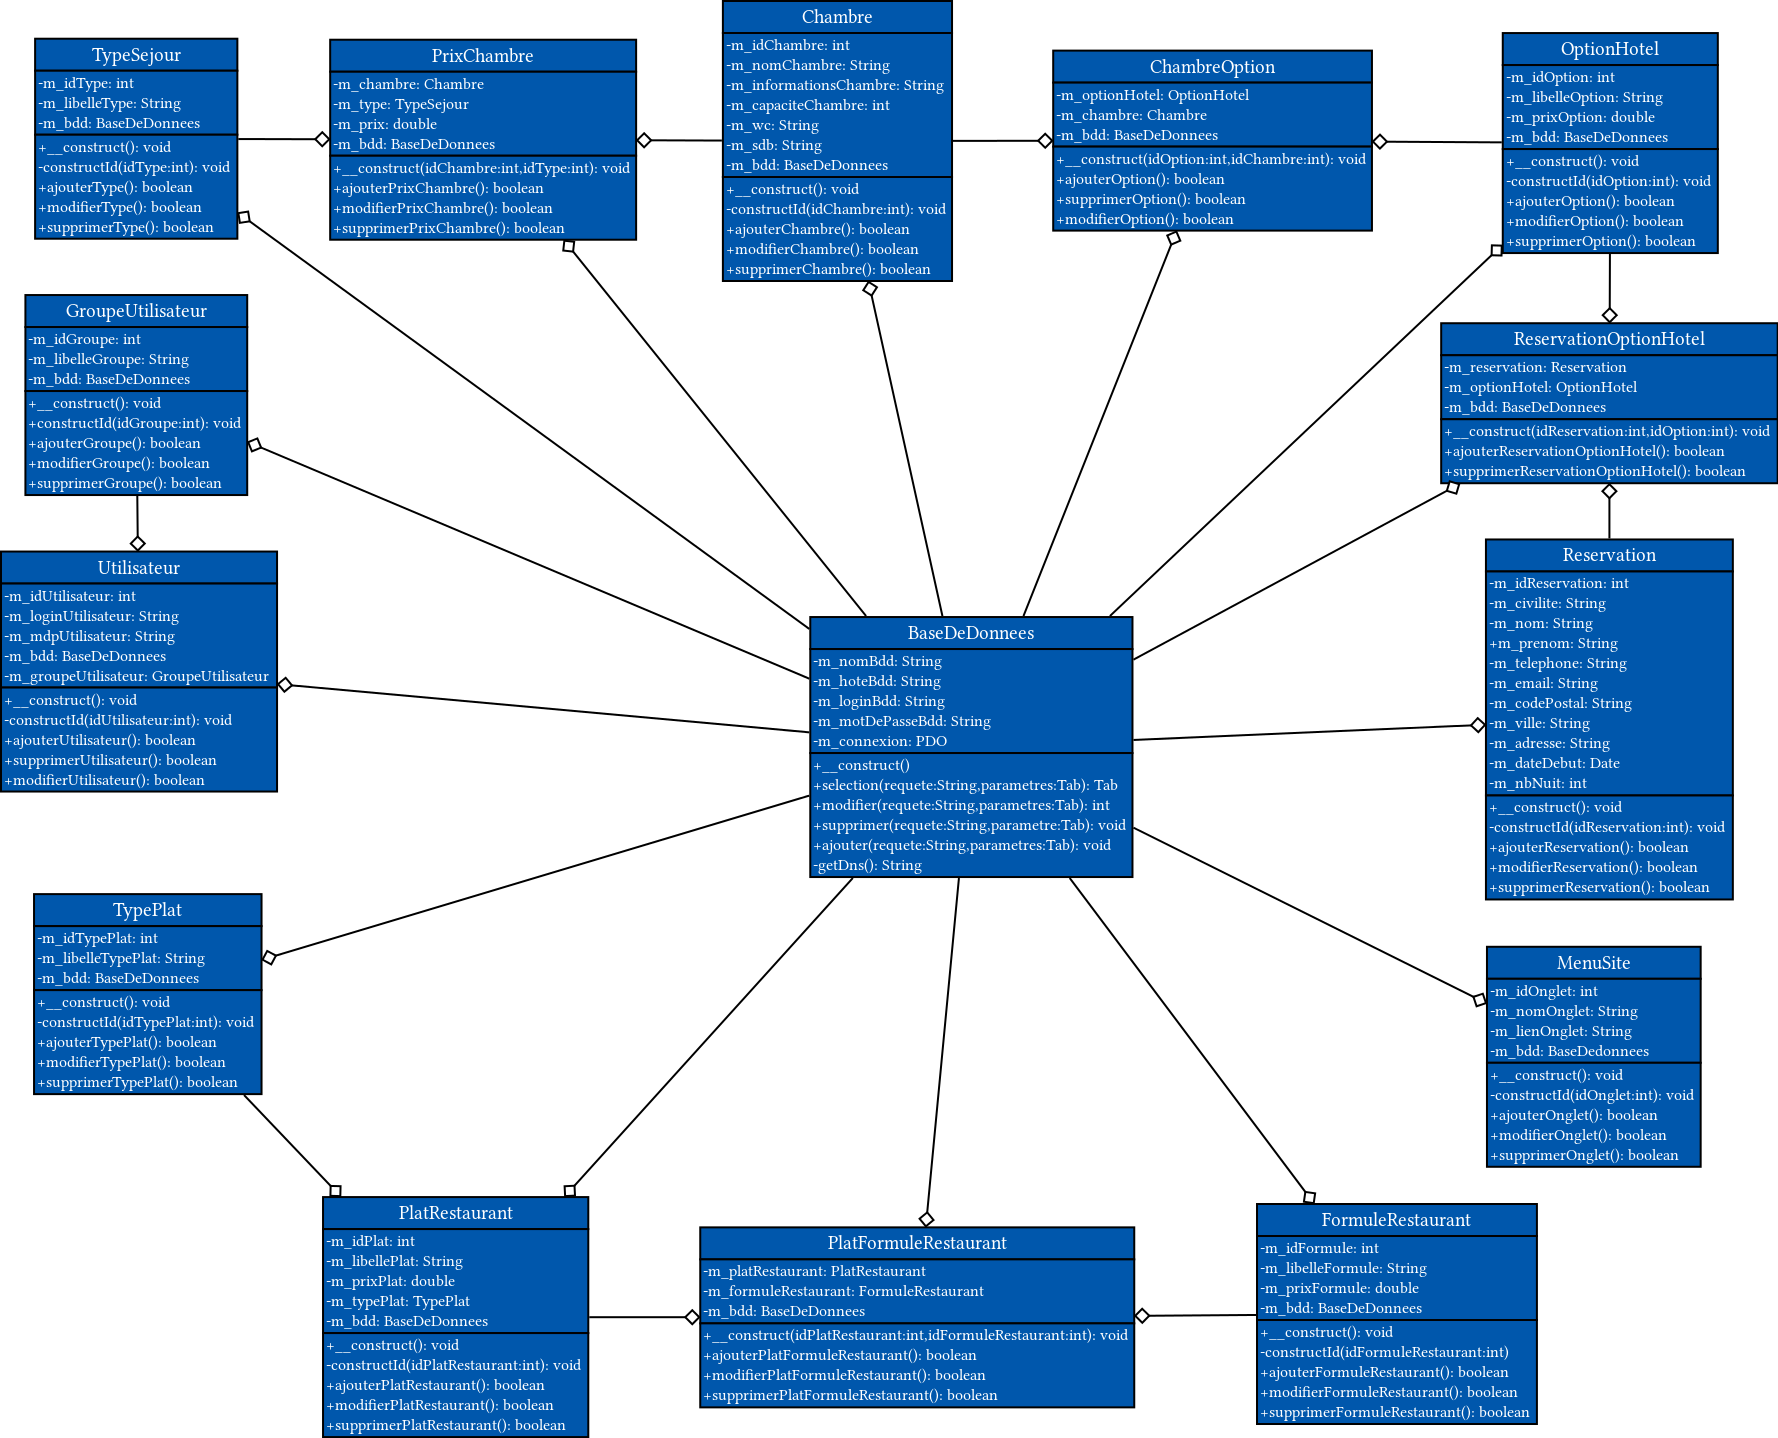 TypeSejour
-m_idType: int
-m_libelleType: String
-m_bdd: BaseDeDonnees
+__construct(): void
-constructId(idType:int): void
+ajouterType(): boolean
+modifierType(): boolean
+supprimerType(): boolean
PrixChambre
-m_chambre: Chambre
-m_type: TypeSejour
-m_prix: double
-m_bdd: BaseDeDonnees
+__construct(idChambre:int,idType:int): void
+ajouterPrixChambre(): boolean
+modifierPrixChambre(): boolean
+supprimerPrixChambre(): boolean
Chambre
-m_idChambre: int
-m_nomChambre: String
-m_informationsChambre: String
-m_capaciteChambre: int
-m_wc: String
-m_sdb: String
-m_bdd: BaseDeDonnees
+__construct(): void
-constructId(idChambre:int): void
+ajouterChambre(): boolean
+modifierChambre(): boolean
+supprimerChambre(): boolean
ChambreOption
-m_optionHotel: OptionHotel
-m_chambre: Chambre
-m_bdd: BaseDeDonnees
+__construct(idOption:int,idChambre:int): void
+ajouterOption(): boolean
+supprimerOption(): boolean
+modifierOption(): boolean
OptionHotel
-m_idOption: int
-m_libelleOption: String
-m_prixOption: double
-m_bdd: BaseDeDonnees
+__construct(): void
-constructId(idOption:int): void
+ajouterOption(): boolean
+modifierOption(): boolean
+supprimerOption(): boolean
GroupeUtilisateur
-m_idGroupe: int
-m_libelleGroupe: String
-m_bdd: BaseDeDonnees
+__construct(): void
+constructId(idGroupe:int): void
+ajouterGroupe(): boolean
+modifierGroupe(): boolean
+supprimerGroupe(): boolean
ReservationOptionHotel
-m_reservation: Reservation
-m_optionHotel: OptionHotel
-m_bdd: BaseDeDonnees
+__construct(idReservation:int,idOption:int): void
+ajouterReservationOptionHotel(): boolean
+supprimerReservationOptionHotel(): boolean
Utilisateur
-m_idUtilisateur: int
-m_loginUtilisateur: String
-m_mdpUtilisateur: String
-m_bdd: BaseDeDonnees
-m_groupeUtilisateur: GroupeUtilisateur
+__construct(): void
-constructId(idUtilisateur:int): void
+ajouterUtilisateur(): boolean
+supprimerUtilisateur(): boolean
+modifierUtilisateur(): boolean
BaseDeDonnees
-m_nomBdd: String
-m_hoteBdd: String
-m_loginBdd: String
-m_motDePasseBdd: String
-m_connexion: PDO
+__construct()
+selection(requete:String,parametres:Tab): Tab
+modifier(requete:String,parametres:Tab): int
+supprimer(requete:String,parametre:Tab): void
+ajouter(requete:String,parametres:Tab): void
-getDns(): String
Reservation
-m_idReservation: int
-m_civilite: String
-m_nom: String
+m_prenom: String
-m_telephone: String
-m_email: String
-m_codePostal: String
-m_ville: String
-m_adresse: String
-m_dateDebut: Date
-m_nbNuit: int
+__construct(): void
-constructId(idReservation:int): void
+ajouterReservation(): boolean
+modifierReservation(): boolean
+supprimerReservation(): boolean
TypePlat
-m_idTypePlat: int
-m_libelleTypePlat: String
-m_bdd: BaseDeDonnees
+__construct(): void
-constructId(idTypePlat:int): void
+ajouterTypePlat(): boolean
+modifierTypePlat(): boolean
+supprimerTypePlat(): boolean
MenuSite
-m_idOnglet: int
-m_nomOnglet: String
-m_lienOnglet: String
-m_bdd: BaseDedonnees
+__construct(): void
-constructId(idOnglet:int): void
+ajouterOnglet(): boolean
+modifierOnglet(): boolean
+supprimerOnglet(): boolean
PlatRestaurant
-m_idPlat: int
-m_libellePlat: String
-m_prixPlat: double
-m_typePlat: TypePlat
-m_bdd: BaseDeDonnees
+__construct(): void
-constructId(idPlatRestaurant:int): void
+ajouterPlatRestaurant(): boolean
+modifierPlatRestaurant(): boolean
+supprimerPlatRestaurant(): boolean
PlatFormuleRestaurant
-m_platRestaurant: PlatRestaurant
-m_formuleRestaurant: FormuleRestaurant
-m_bdd: BaseDeDonnees
+__construct(idPlatRestaurant:int,idFormuleRestaurant:int): void
+ajouterPlatFormuleRestaurant(): boolean
+modifierPlatFormuleRestaurant(): boolean
+supprimerPlatFormuleRestaurant(): boolean
FormuleRestaurant
-m_idFormule: int
-m_libelleFormule: String
-m_prixFormule: double
-m_bdd: BaseDeDonnees
+__construct(): void
-constructId(idFormuleRestaurant:int)
+ajouterFormuleRestaurant(): boolean
+modifierFormuleRestaurant(): boolean
+supprimerFormuleRestaurant(): boolean